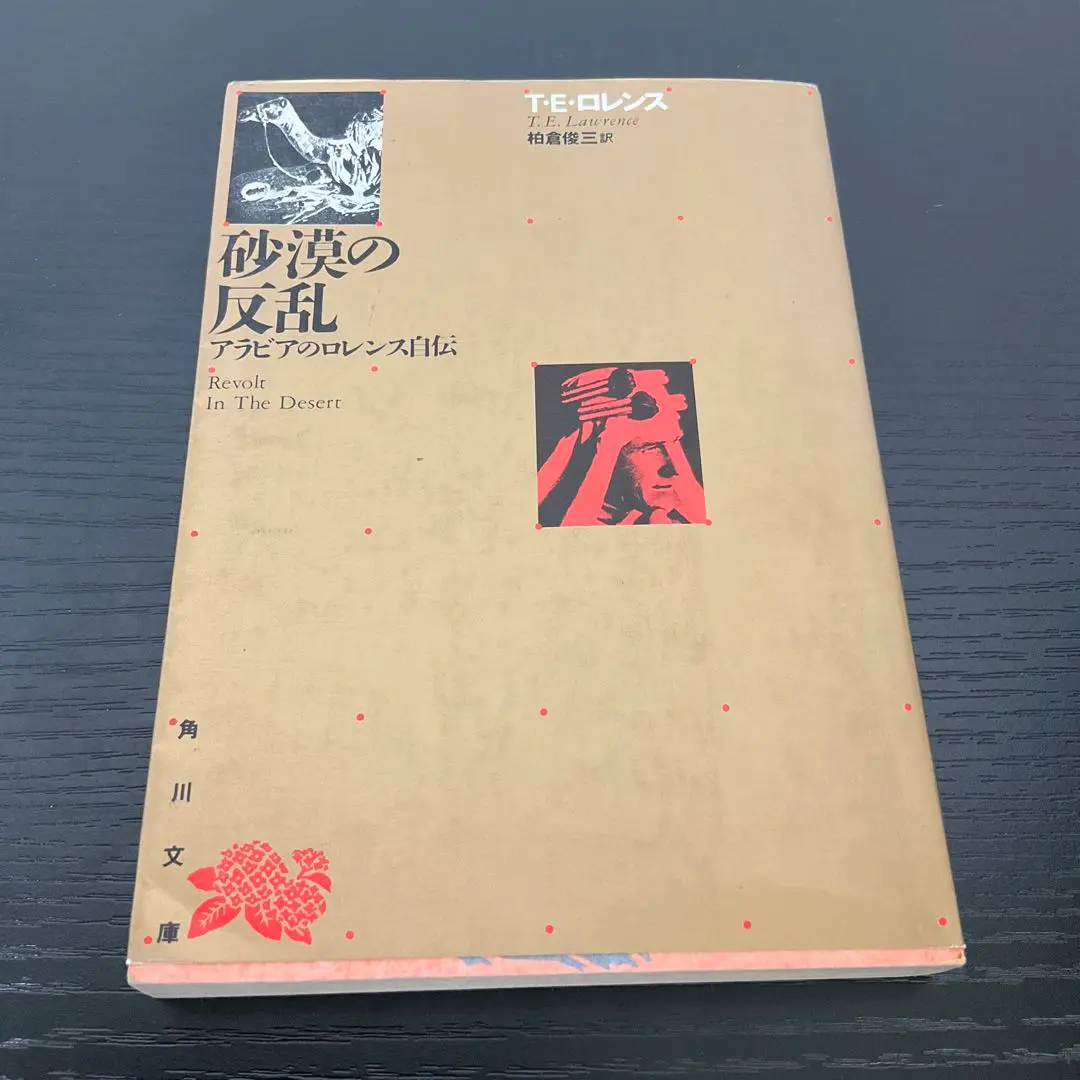 T・E・ロレンス
T. E. Lawrence
柏倉俊三訳
砂漠の
反乱
アラビアのロレンス自伝
Revolt
In The Desert
角川文庫